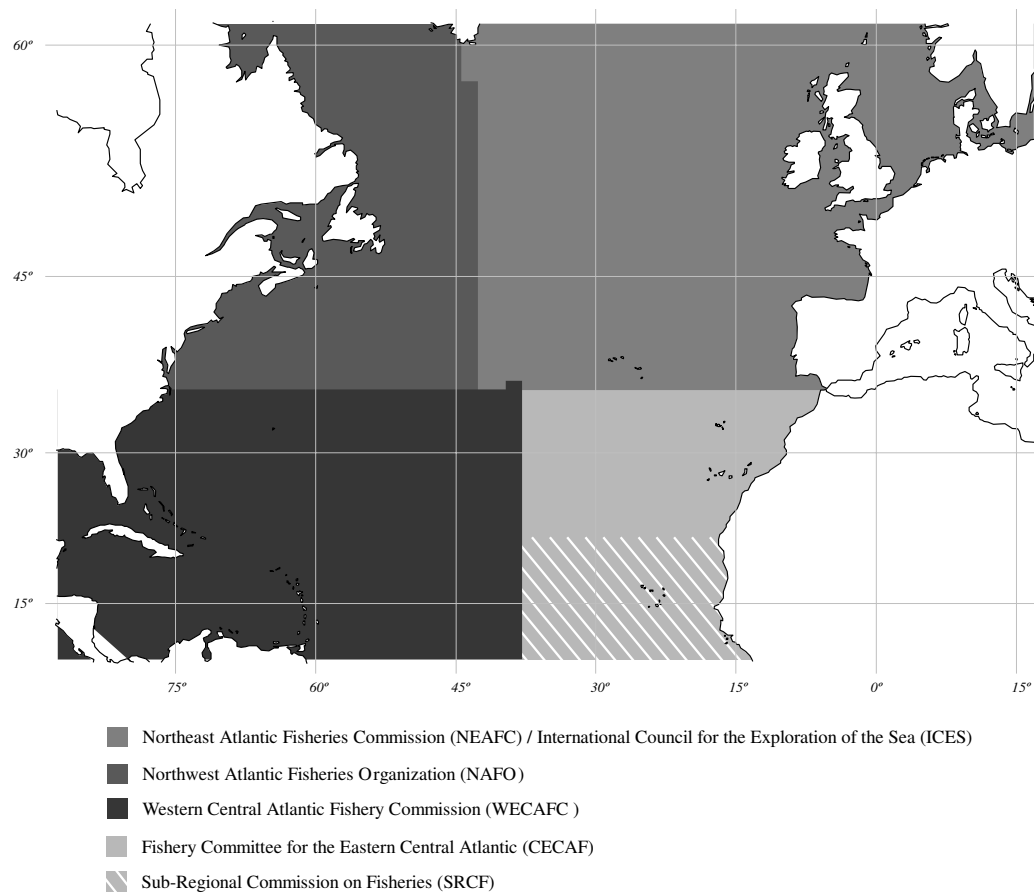 60º
45º
30º
15º
75º 60º 45º 30º 15º 0º 15º
Northeast Atlantic Fisheries Commission (NEAFC) / International Council for the Exploration of the Sea (ICES)
Northwest Atlantic Fisheries Organization (NAFO)
Western Central Atlantic Fishery Commission (WECAFC )
Fishery Committee for the Eastern Central Atlantic (CECAF)
Sub-Regional Commission on Fisheries (SRCF)